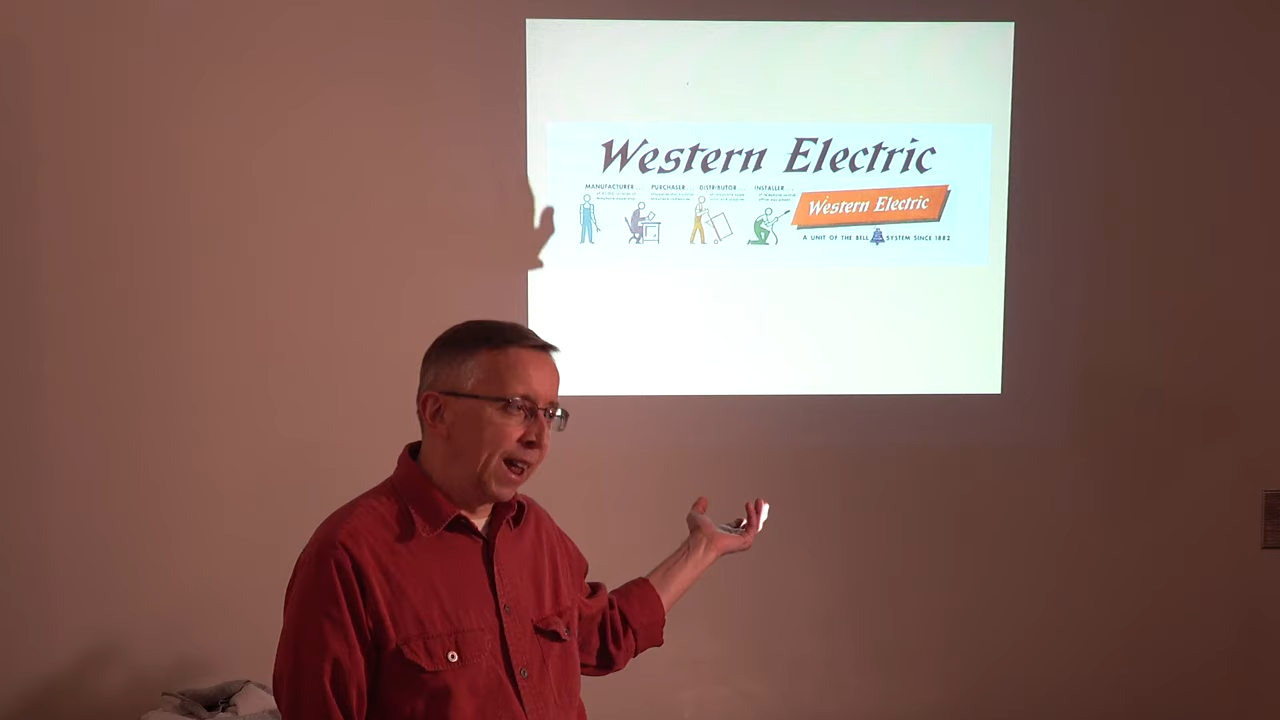 Western Electric
MANUFACTURER... PURCHASER... DISTRIBUTOR... INSTALLER...
Western Electric
A UNIT OF THE BELL SYSTEM SINCE 1882